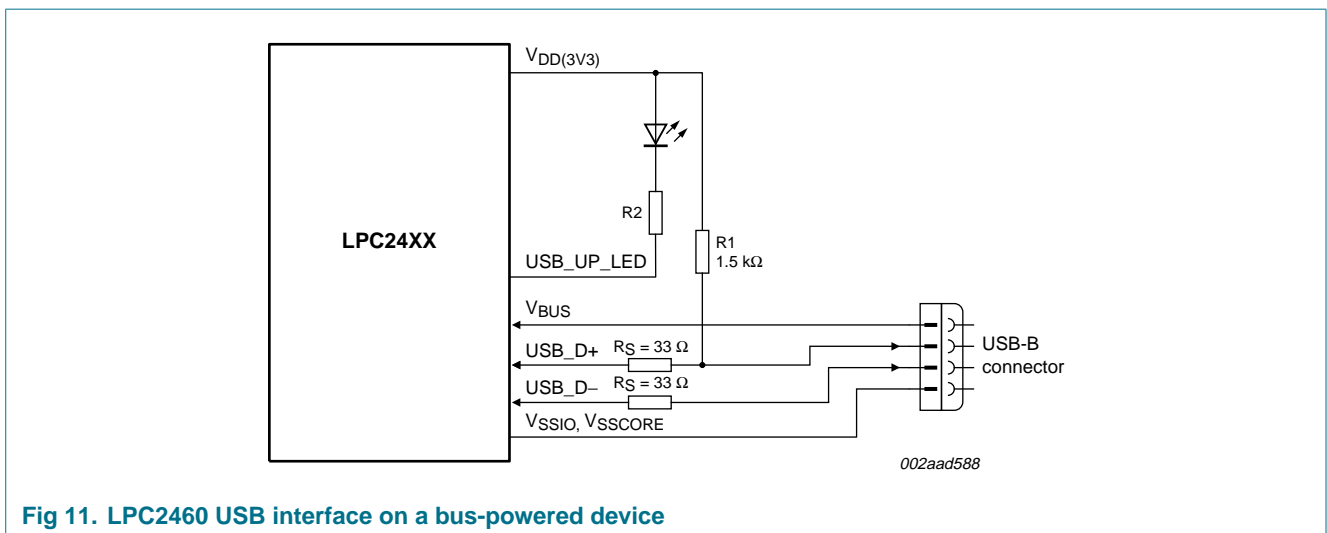 VDD(3V3)
R2
LPC24XX
R1
1.5 kΩ
USB_UP_LED
VBUS
USB_D+ RS = 33 Ω
USB-B
connector
USB_D− RS = 33 Ω
VSSIO, VSSCORE
002aad588
Fig 11. LPC2460 USB interface on a bus-powered device